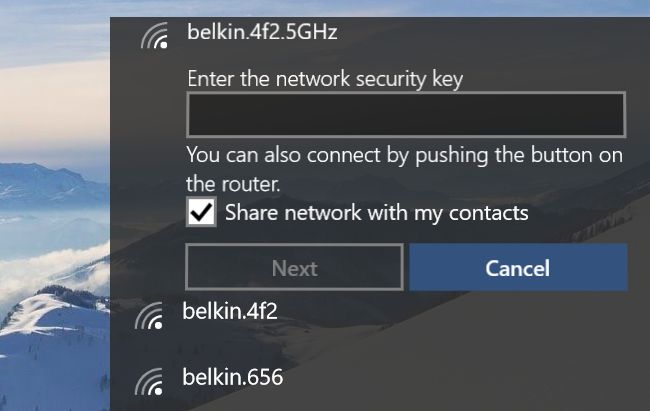 belkin.4f2.5GHz
Enter the network security key
You can also connect by pushing the button on
the router.
Share network with my contacts
Next
Cancel
belkin.4f2
belkin.656